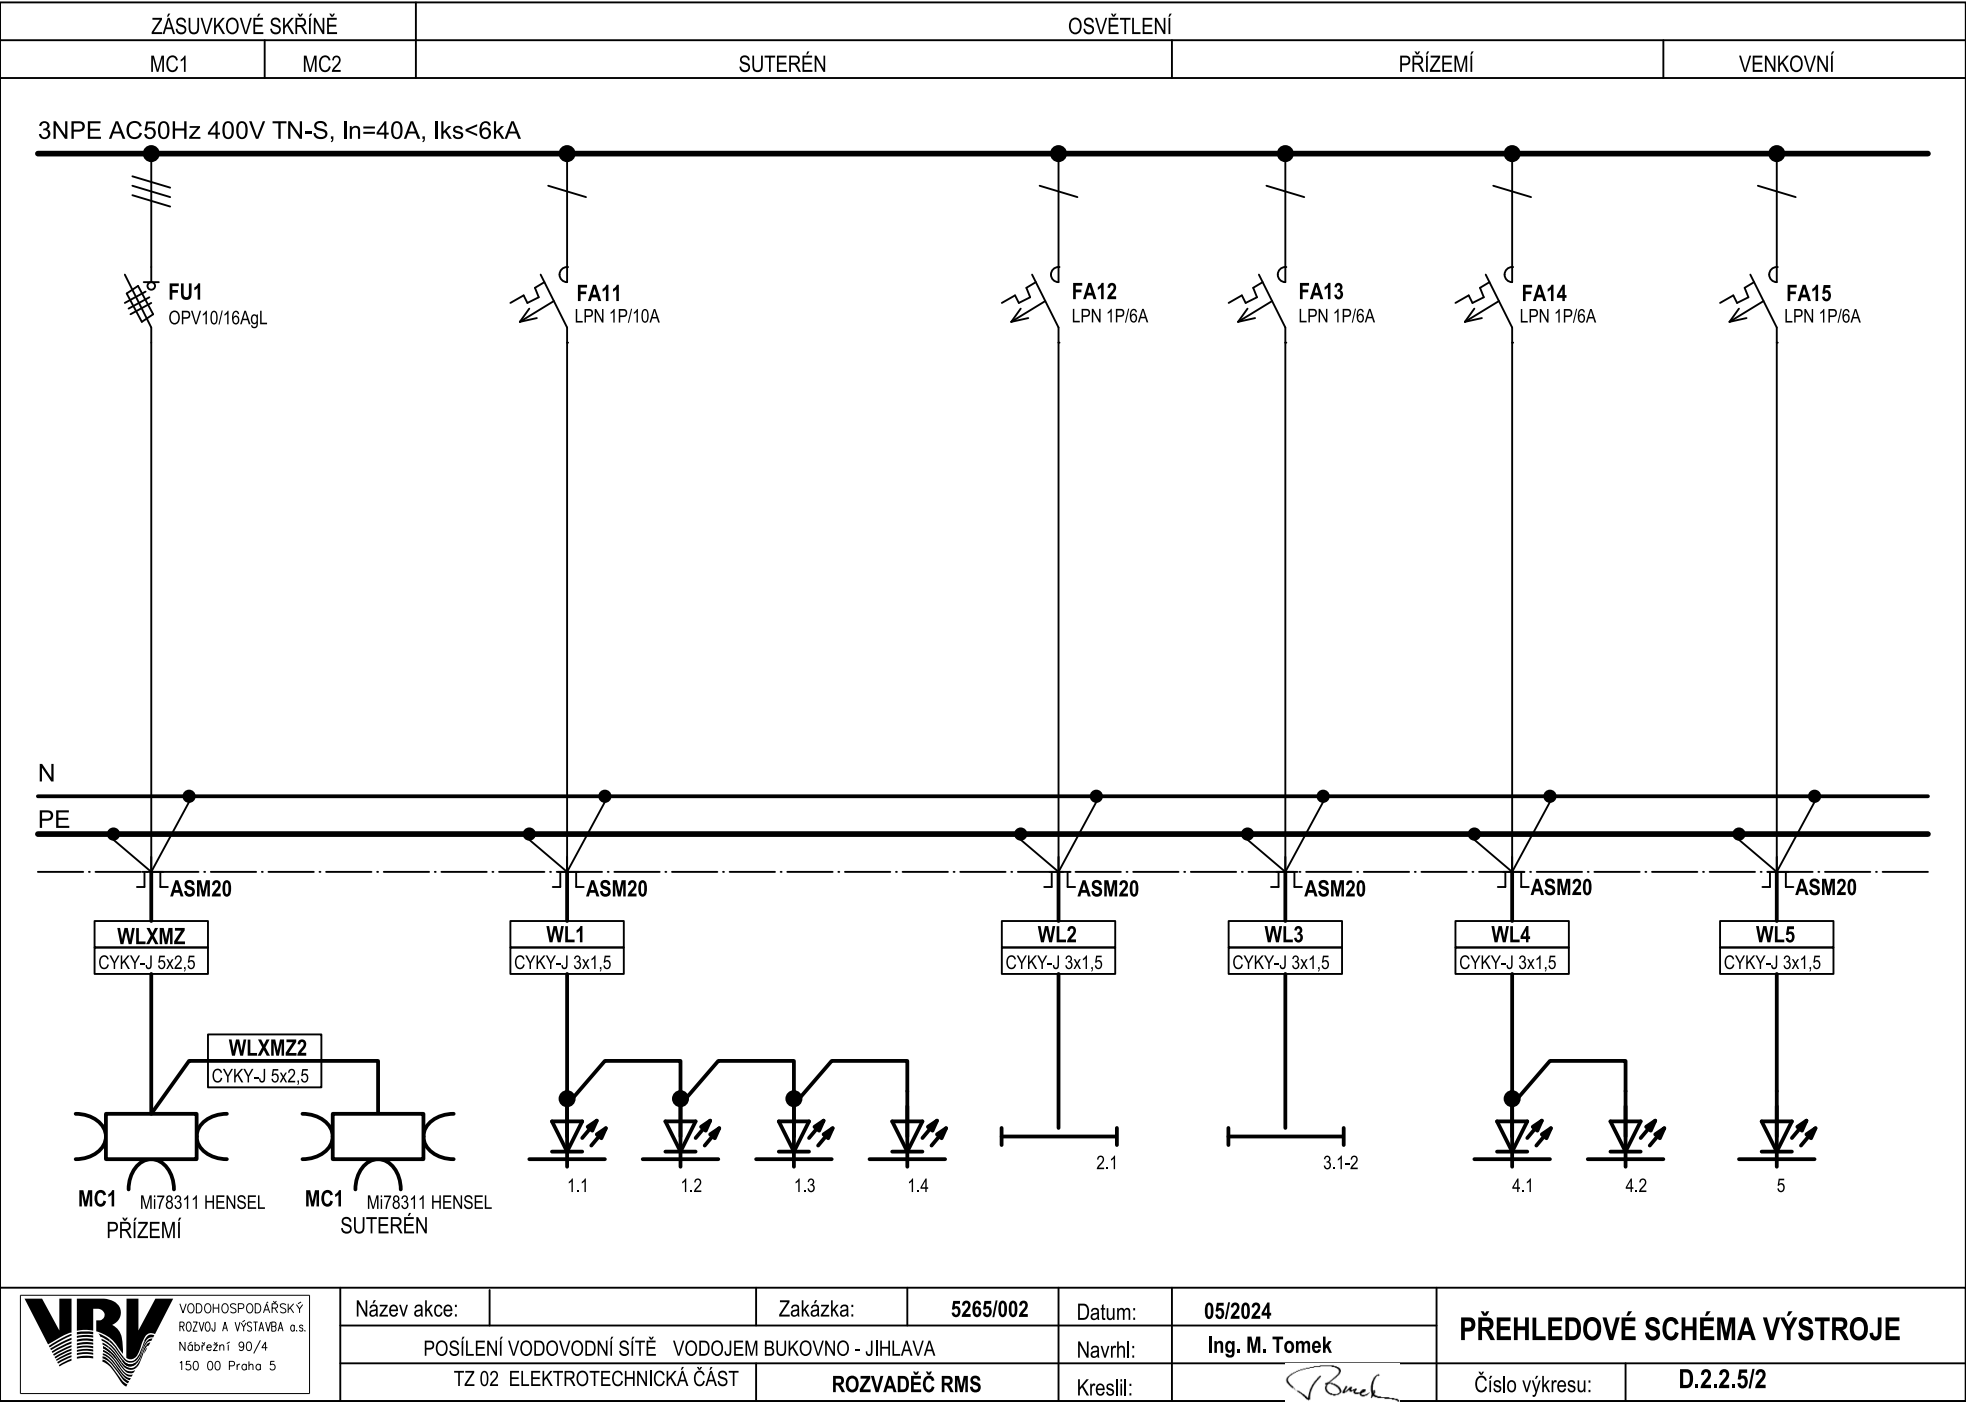 ZÁSUVKOVÉ SKŘÍNĚ OSVĚTLENÍ
MC1 MC2 SUTERÉN PŘÍZEMÍ VENKOVNÍ
3NPE AC50Hz 400V TN-S, In=40A, Iks<6kA
FU1 FA11 FA12 FA13 FA14 FA15
OPV10/16AgL LPN 1P/10A LPN 1P/6A LPN 1P/6A LPN 1P/6A LPN 1P/6A
N
PE
ASM20 ASM20 ASM20 ASM20 ASM20 ASM20
WLXMZ WL1 WL2 WL3 WL4 WL5
CYKY-J 5x2,5 CYKY-J 3x1,5 CYKY-J 3x1,5 CYKY-J 3x1,5 CYKY-J 3x1,5 CYKY-J 3x1,5
WLXMZ2
CYKY-J 5x2,5
2.1 3.1-2
1.1 1.2 1.3 1.4 4.1 4.2 5
MC1 Mi78311 HENSEL MC1 Mi78311 HENSEL
PŘÍZEMÍ SUTERÉN
VRV
VODOHOSPODÁŘSKÝ
ROZVOJ A VÝSTAVBA a.s.
Nábřežní 90/4
150 00 Praha 5
Název akce: Zakázka: 5265/002 Datum: 05/2024
POSÍLENÍ VODOVODNÍ SÍTĚ VODOJEM BUKOVNO - JIHLAVA Navrhl: Ing. M. Tomek
TZ 02 ELEKTROTECHNICKÁ ČÁST ROZVADĚČ RMS Kreslil:
PŘEHLEDOVÉ SCHÉMA VÝSTROJE
Číslo výkresu: D.2.2.5/2